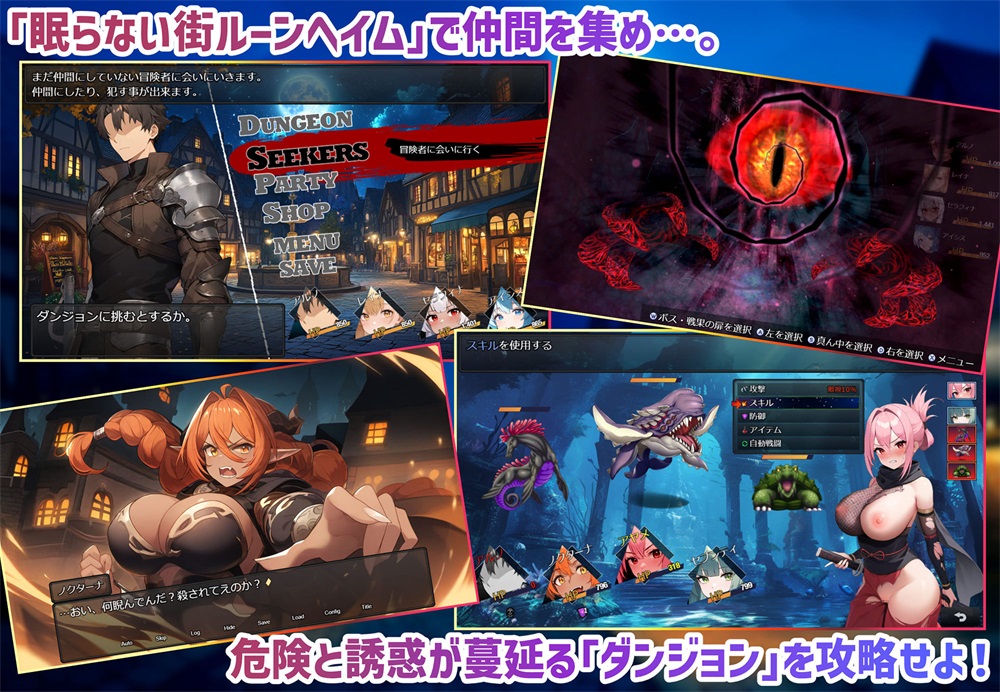 「眠らない街ルーンヘイム」で仲間を集め…。
まだ仲間にしていない冒険者に会いにいきます。
仲間にしたり、犯す事が出来ます。
DUNGEON
SEEKERS
冒険者に会いに行く
PARTY
SHOP
MENU
SAVE
ダンジョンに挑むとするか。
W ボス・戦果の扉を選択 A 左を選択 S 真ん中を選択 D 右を選択 X メニュー
スキルを使用する
攻撃
スキル
防御
アイテム
自動戦闘
ノクターナ
796
318
799
ノクターナ
…おい、何睨んでんだ？殺されてえのか？
Auto Skip Log Hide Save Load Config Title
危険と誘惑が蔓延る「ダンジョン」を攻略せよ！